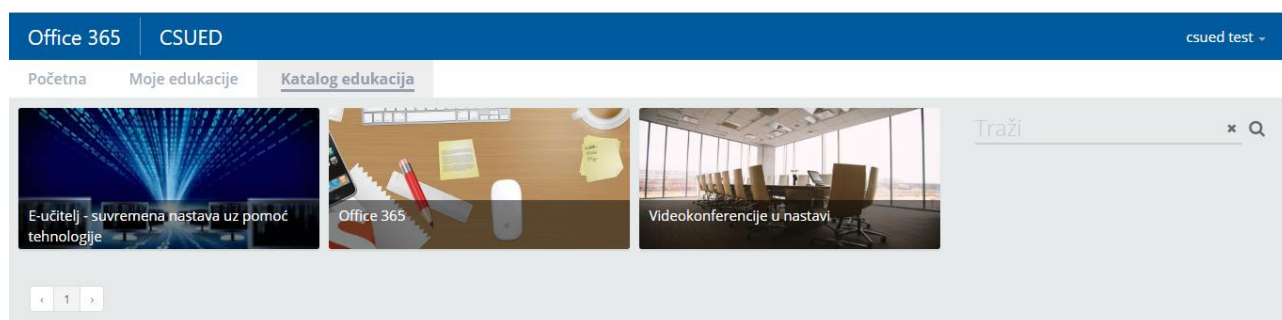 Office 365 CSUED csued test
Početna Moje edukacije Katalog edukacija
Traži
E-učitelj - suvremena nastava uz pomoć
tehnologije
Office 365
Videokonferencije u nastavi
‹ 1 ›